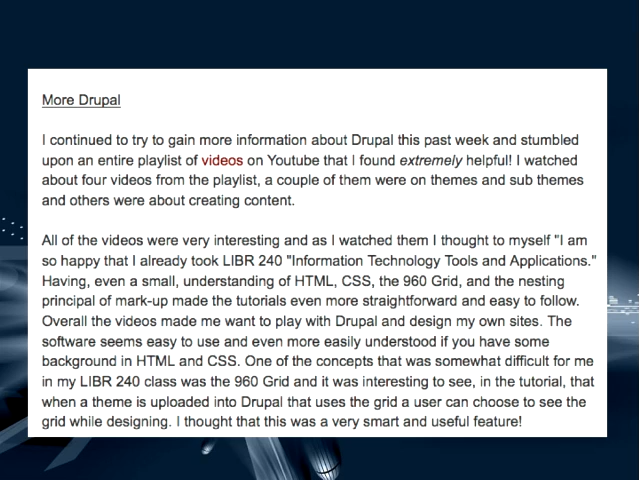 More Drupal
I continued to try to gain more information about Drupal this past week and stumbled
upon an entire playlist of videos on Youtube that I found extremely helpful! I watched
about four videos from the playlist, a couple of them were on themes and sub themes
and others were about creating content.
All of the videos were very interesting and as I watched them I thought to myself "I am
so happy that I already took LIBR 240 "Information Technology Tools and Applications."
Having, even a small, understanding of HTML, CSS, the 960 Grid, and the nesting
principal of mark-up made the tutorials even more straightforward and easy to follow.
Overall the videos made me want to play with Drupal and design my own sites. The
software seems easy to use and even more easily understood if you have some
background in HTML and CSS. One of the concepts that was somewhat difficult for me
in my LIBR 240 class was the 960 Grid and it was interesting to see, in the tutorial, that
when a theme is uploaded into Drupal that uses the grid a user can choose to see the
grid while designing. I thought that this was a very smart and useful feature!